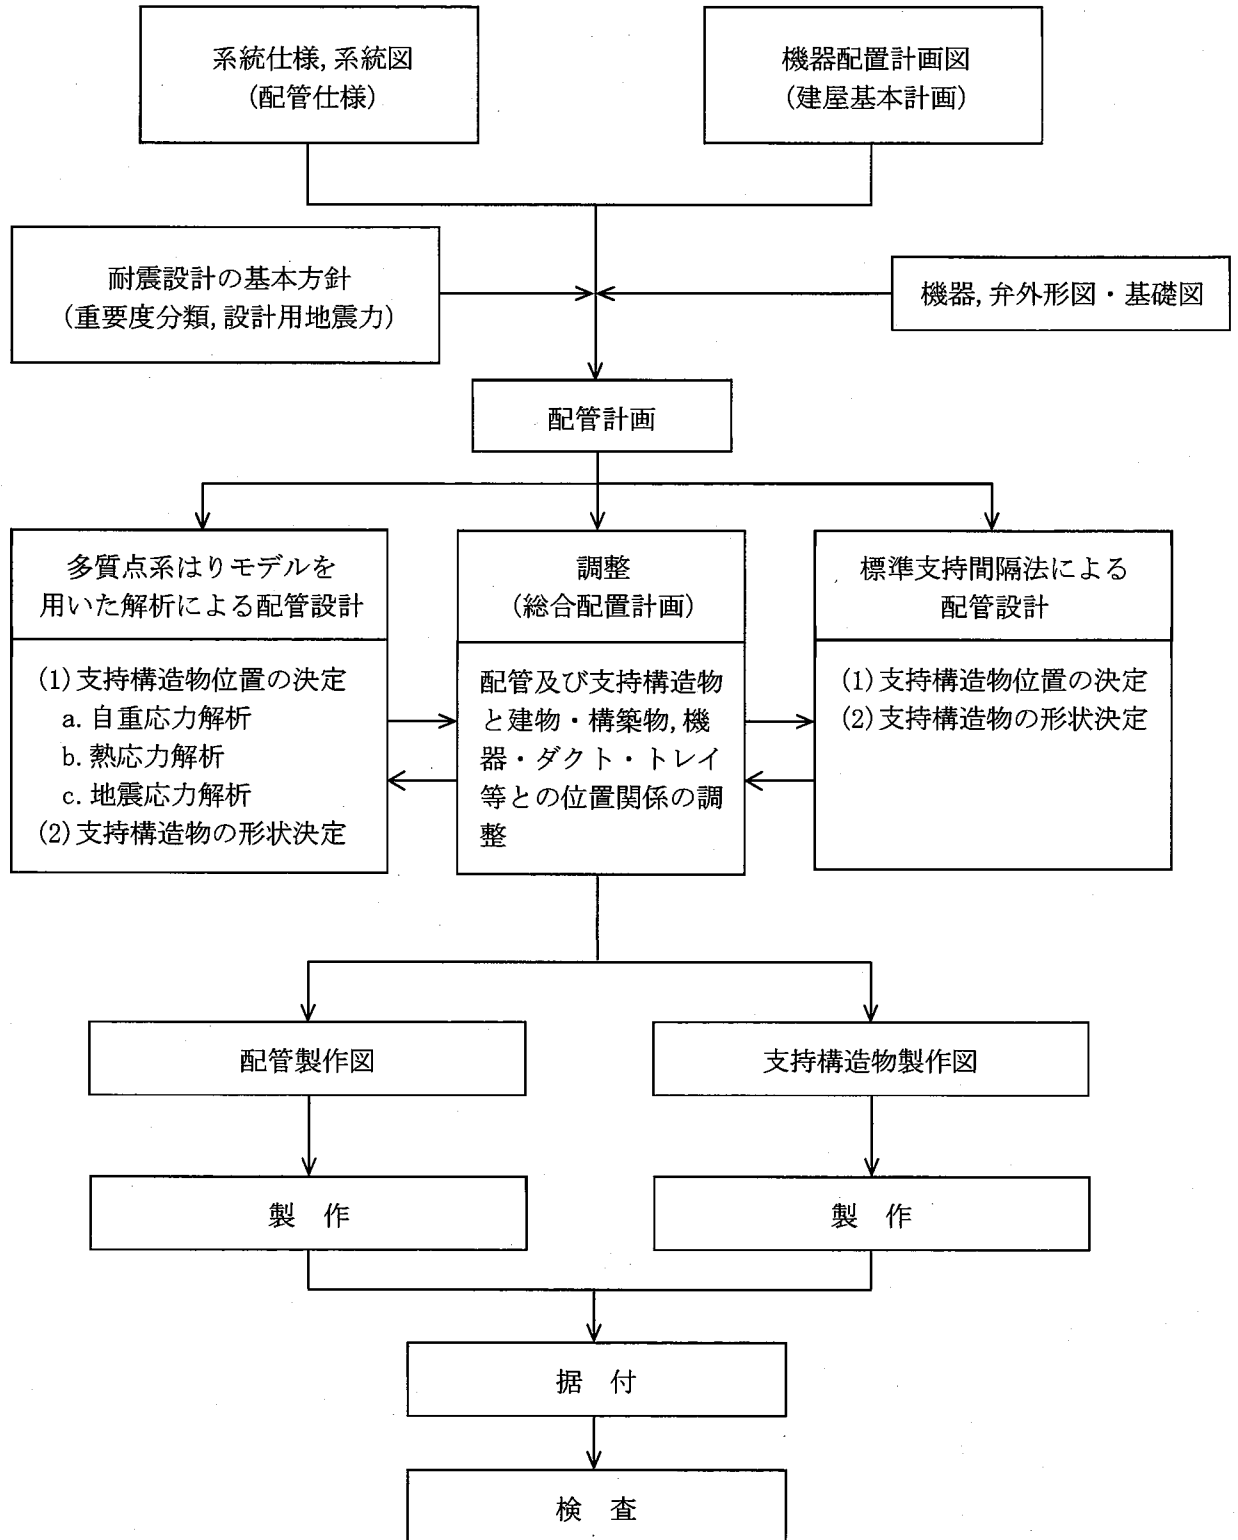 系統仕様, 系統図
(配管仕様)
機器配置計画図
(建屋基本計画)
耐震設計の基本方針
(重要度分類, 設計用地震力)
機器, 弁外形図・基礎図
配管計画
多質点系はりモデルを
用いた解析による配管設計
(1)支持構造物位置の決定
a. 自重応力解析
b. 熱応力解析
c. 地震応力解析
(2)支持構造物の形状決定
調整
(総合配置計画)
配管及び支持構造物
と建物・構築物, 機
器・ダクト・トレイ
等との位置関係の調
整
標準支持間隔法による
配管設計
(1)支持構造物位置の決定
(2)支持構造物の形状決定
配管製作図
支持構造物製作図
製 作
製 作
据 付
検 査